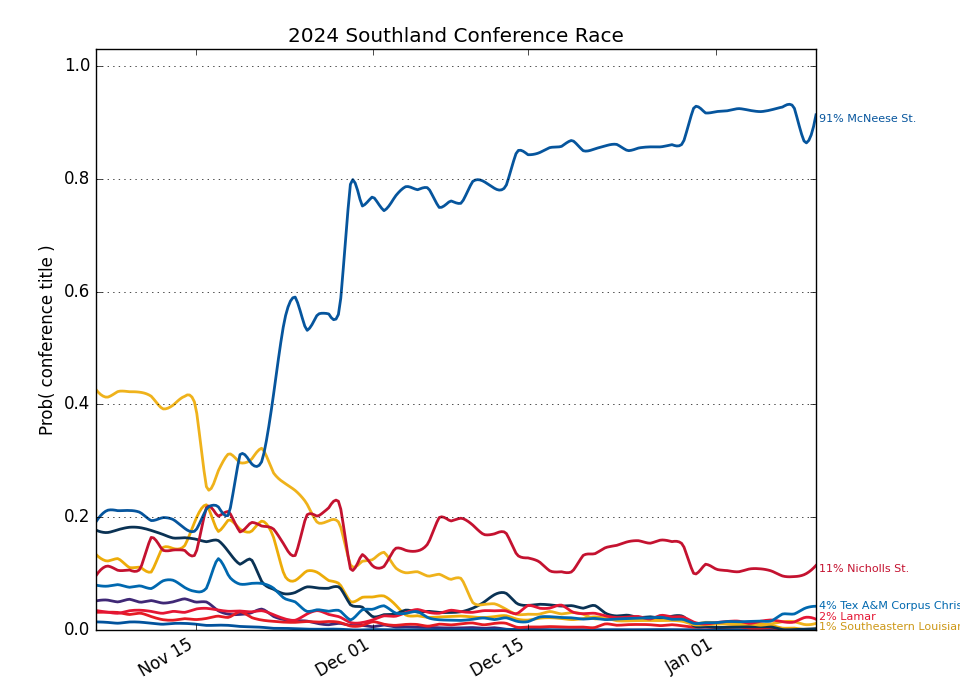 2024 Southland Conference Race
1.0
0.8
0.6
0.4
0.2
0.0
Prob( conference title )
Nov 15
Dec 01
Dec 15
Jan 01
91% McNeese St.
11% Nicholls St.
4% Tex A&M Corpus Chris
2% Lamar
1% Southeastern Louisian